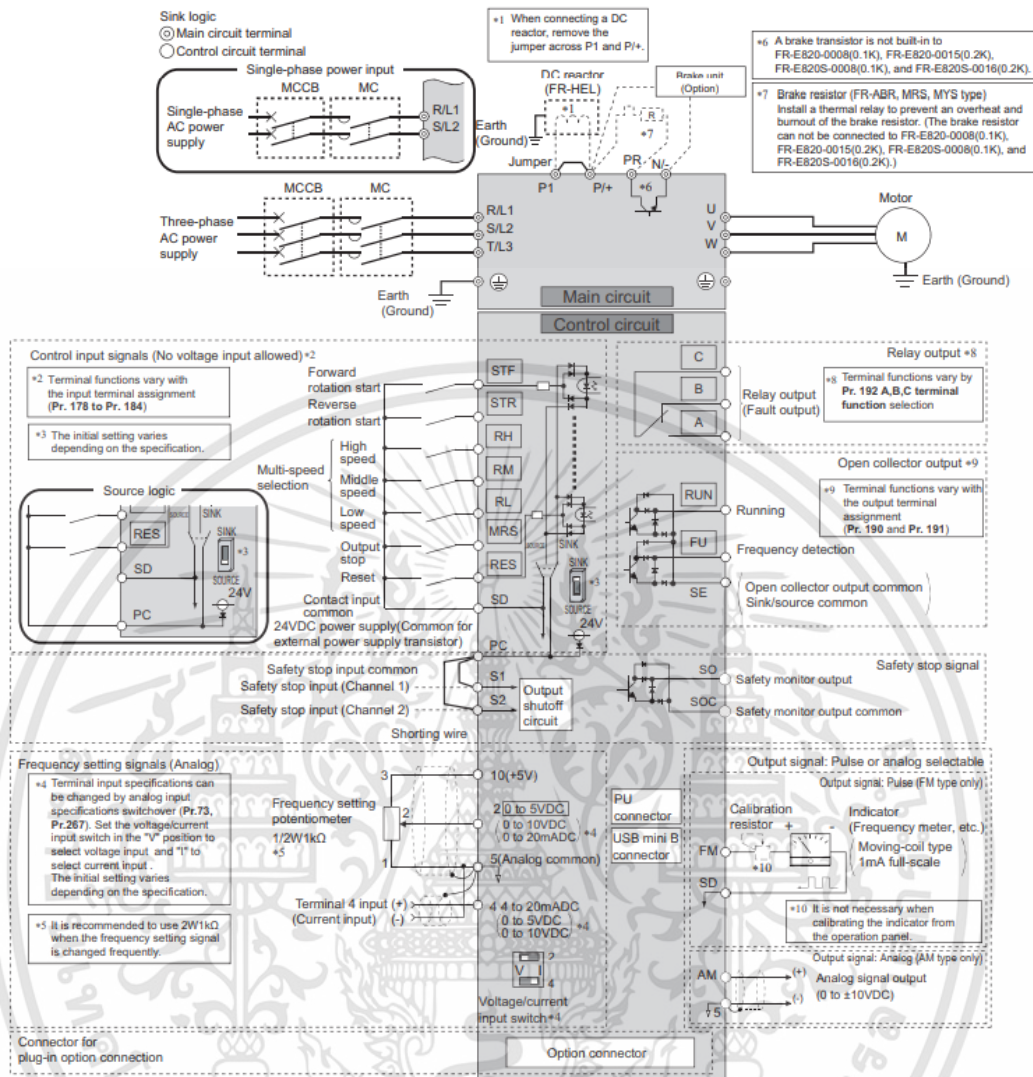 Sink logic
Main circuit terminal
Control circuit terminal
Single-phase power input
MCCB MC
Single-phase
AC power
supply
R/L1
S/L2
*1 When connecting a DC
reactor, remove the
jumper across P1 and P/+.
DC reactor
(FR-HEL)
*1
Brake unit
(Option)
R
*7
Earth
(Ground)
Jumper
P1 P/+ PR N/-
*6
*6 A brake transistor is not built-in to
FR-E820-0008(0.1K), FR-E820-0015(0.2K),
FR-E820S-0008(0.1K), and FR-E820S-0016(0.2K).
*7 Brake resistor (FR-ABR, MRS, MYS type)
Install a thermal relay to prevent an overheat and
burnout of the brake resistor. (The brake resistor
can not be connected to FR-E820-0008(0.1K),
FR-E820-0015(0.2K), FR-E820S-0008(0.1K), and
FR-E820S-0016(0.2K).)
MCCB MC
Three-phase
AC power
supply
R/L1
S/L2
T/L3
U
V
W
Motor
M
Earth (Ground)
Earth
(Ground)
Main circuit
Control circuit
Control input signals (No voltage input allowed) *2
*2 Terminal functions vary with
the input terminal assignment
(Pr. 178 to Pr. 184)
*3 The initial setting varies
depending on the specification.
Forward
rotation start
Reverse
rotation start
Multi-speed
selection
High
speed
Middle
speed
Low
speed
Output
stop
Reset
Contact input
common
24VDC power supply(Common for
external power supply transistor)
STF
STR
RH
RM
RL
MRS
RES
SD
PC
SOURCE
SINK
SINK
*3
SOURCE
24V
Source logic
RES
SD
PC
SOURCE
SINK
SINK
*3
SOURCE
24V
C
B
A
Relay output *8
Relay output
(Fault output)
*8 Terminal functions vary by
Pr. 192 A,B,C terminal
function selection
Open collector output *9
RUN
FU
SE
Running
Frequency detection
Open collector output common
Sink/source common
*9 Terminal functions vary with
the output terminal
assignment
(Pr. 190 and Pr. 191)
Safety stop input common
Safety stop input (Channel 1)
Safety stop input (Channel 2)
Shorting wire
S1
S2
Output
shutoff
circuit
Safety stop signal
SO
Safety monitor output
SOC
Safety monitor output common
Frequency setting signals (Analog)
*4 Terminal input specifications can
be changed by analog input
specifications switchover (Pr.73,
Pr.267). Set the voltage/current
input switch in the "V" position to
select voltage input and "I" to
select current input .
The initial setting varies
depending on the specification.
*5 It is recommended to use 2W1kΩ
when the frequency setting signal
is changed frequently.
Frequency setting
potentiometer
1/2W1kΩ
*5
3
2
1
10(+5V)
2 0 to 5VDC
0 to 10VDC
0 to 20mADC
*4
5(Analog common)
Terminal 4 input (+)
(Current input) (-)
4 4 to 20mADC
0 to 5VDC
0 to 10VDC
*4
2
V I
4
Voltage/current
input switch*4
PU
connector
USB mini B
connector
Output signal: Pulse or analog selectable
Output signal: Pulse (FM type only)
Calibration
resistor
+ -
Indicator
(Frequency meter, etc.)
Moving-coil type
1mA full-scale
FM
*10
SD
*10 It is not necessary when
calibrating the indicator from
the operation panel.
Output signal: Analog (AM type only)
AM
(+)
(-)
Analog signal output
(0 to ±10VDC)
5
Connector for
plug-in option connection
Option connector